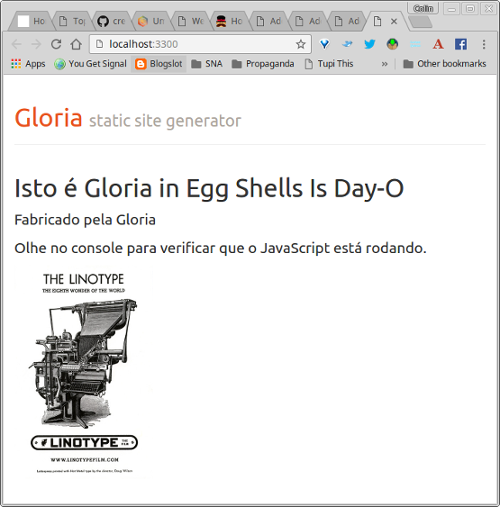 Colin
Ho Top cre Un We Ho Ad Ad Ad
localhost:3300
Apps You Get Signal Blogslot SNA Propaganda Tupi This » Other bookmarks
Gloria static site generator
Isto é Gloria in Egg Shells Is Day-O
Fabricado pela Gloria
Olhe no console para verificar que o JavaScript está rodando.
THE LINOTYPE
THE EIGHTH WONDER OF THE WORLD
LINOTYPE THE FILM
WWW.LINOTYPEFILM.COM